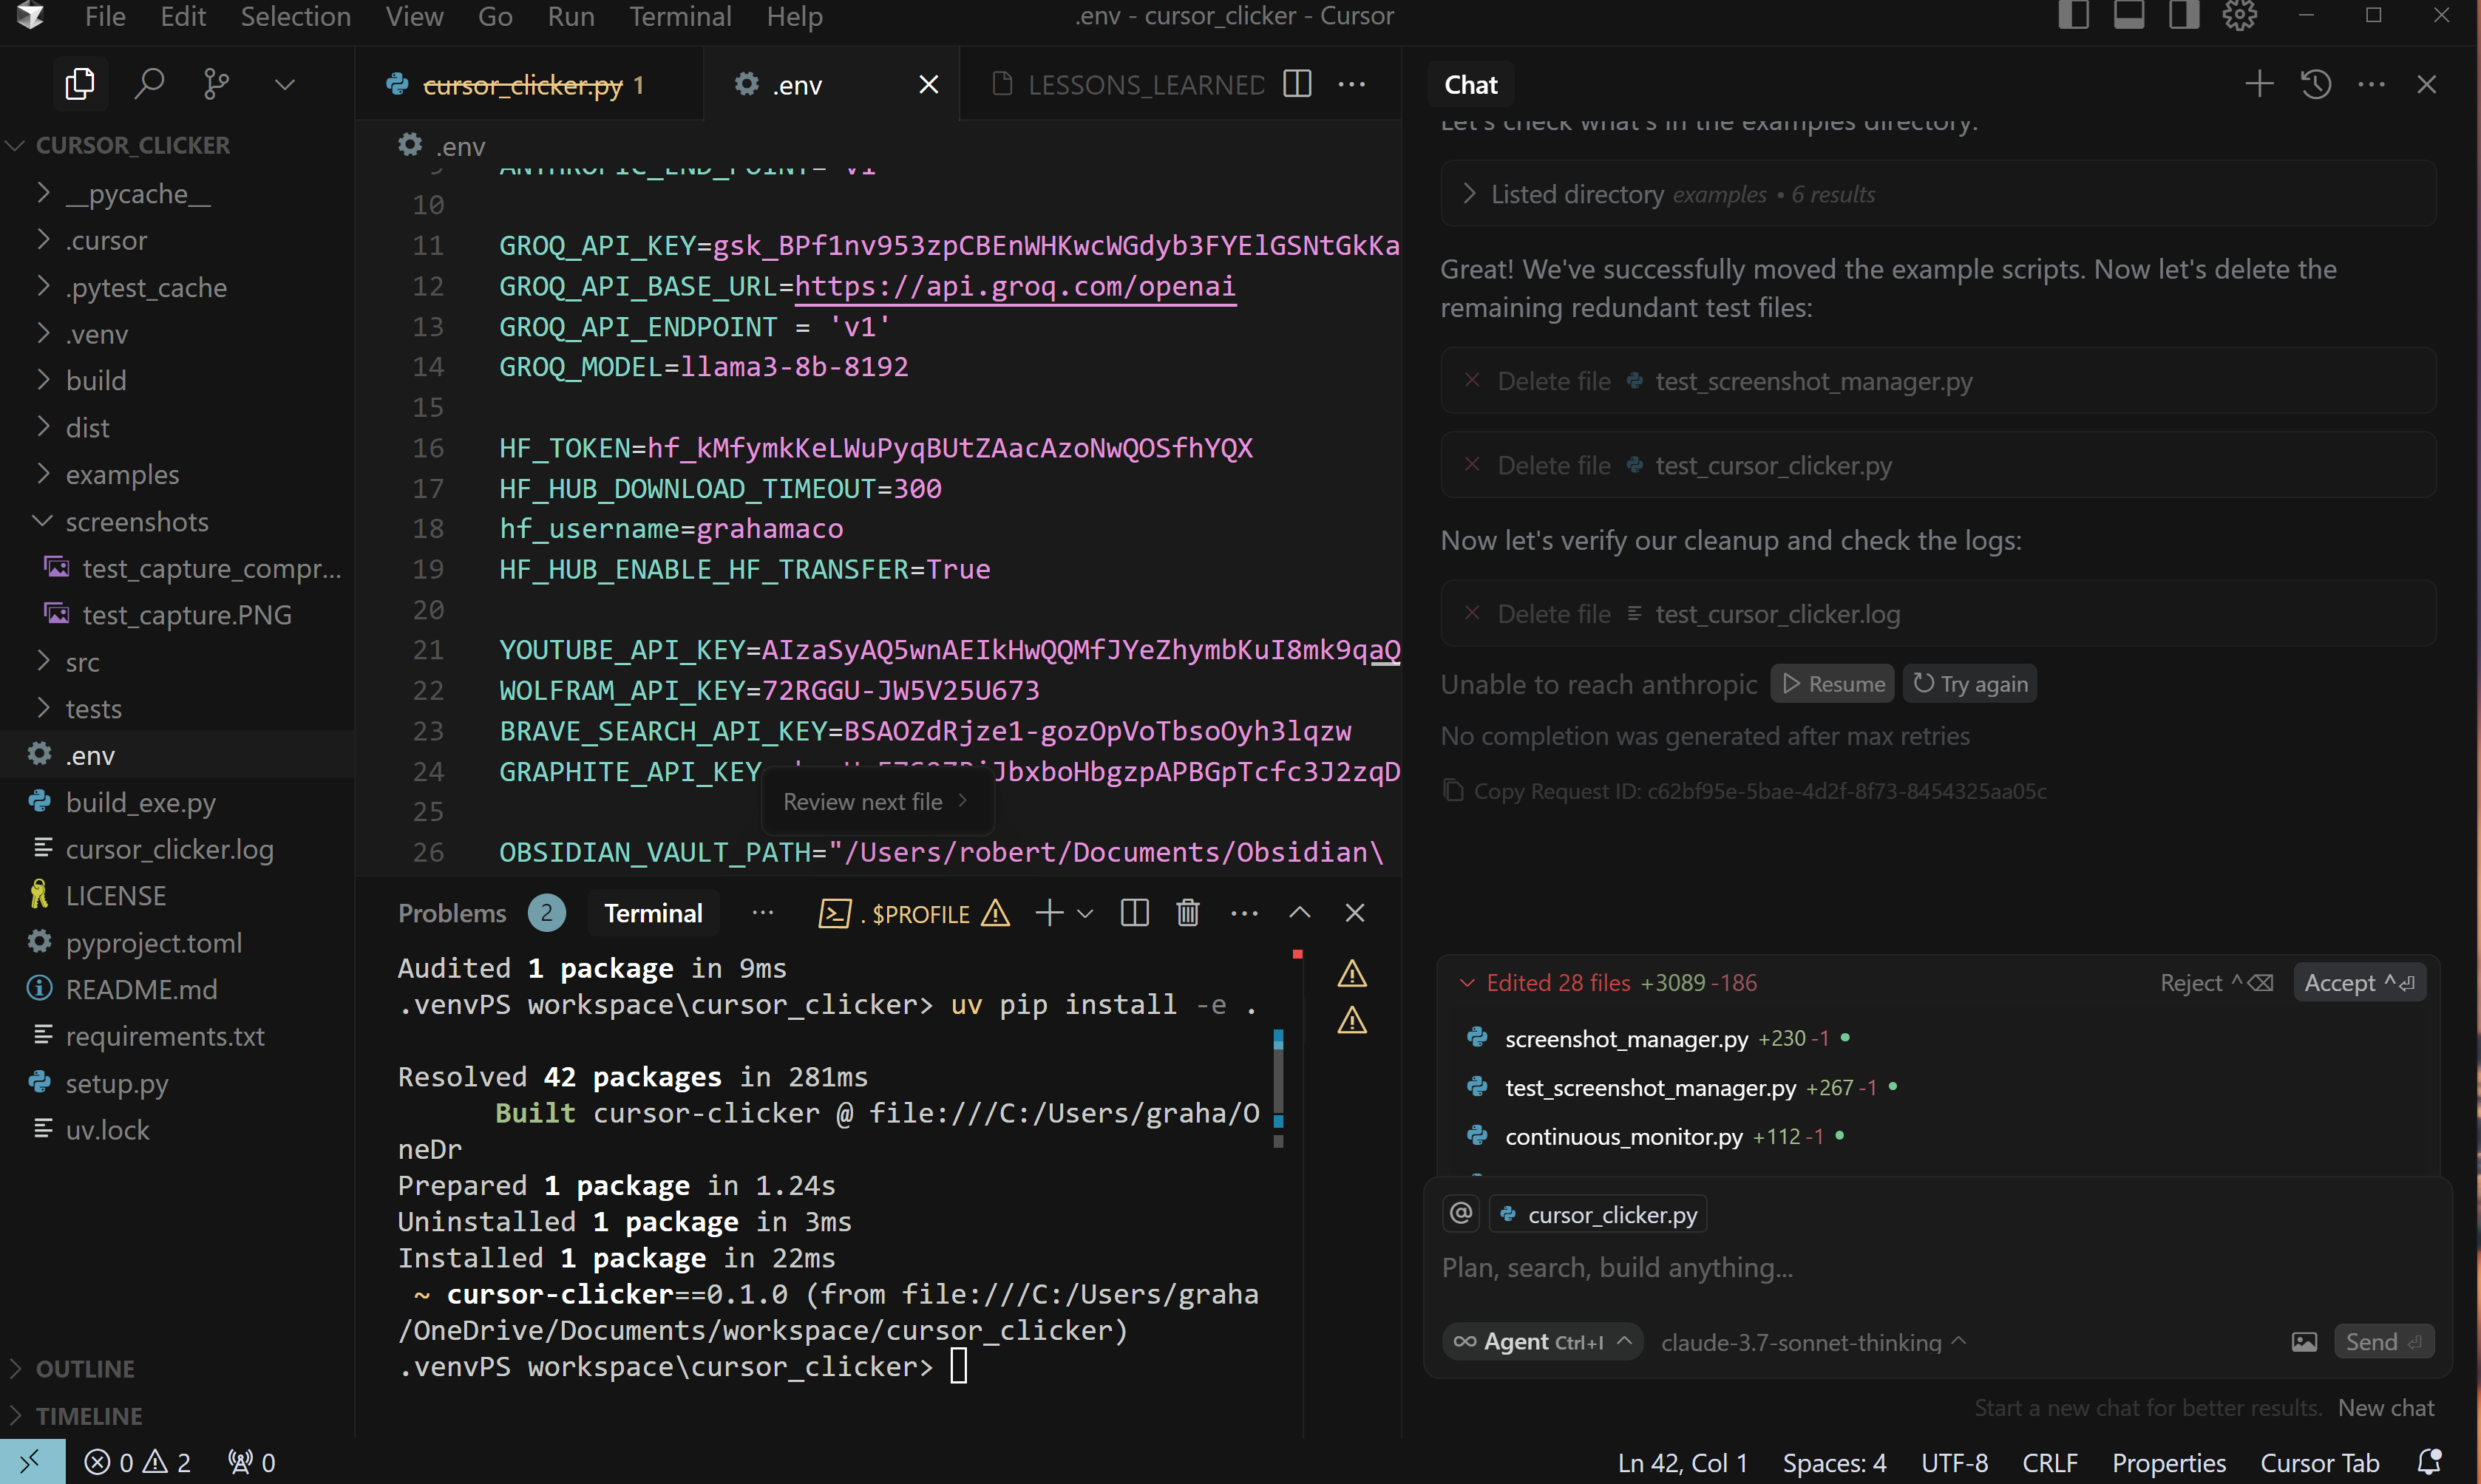 File Edit Selection View Go Run Terminal Help
.env - cursor_clicker - Cursor
CURSOR_CLICKER
__pycache__
.cursor
.pytest_cache
.venv
build
dist
examples
screenshots
test_capture_compr...
test_capture.PNG
src
tests
.env
build_exe.py
cursor_clicker.log
LICENSE
pyproject.toml
README.md
requirements.txt
setup.py
uv.lock
OUTLINE
TIMELINE
cursor_clicker.py 1
.env
LESSONS_LEARNED
.env
9 ANTHROPIC_END_POINT= 'v1'
10
11 GROQ_API_KEY=gsk_BPf1nv953zpCBEnWHKwcWGdyb3FYElGSNtGkKa
12 GROQ_API_BASE_URL=https://api.groq.com/openai
13 GROQ_API_ENDPOINT = 'v1'
14 GROQ_MODEL=llama3-8b-8192
15
16 HF_TOKEN=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
17 HF_HUB_DOWNLOAD_TIMEOUT=300
18 hf_username=grahamaco
19 HF_HUB_ENABLE_HF_TRANSFER=True
20
21 YOUTUBE_API_KEY=AIzaSyAQ5wnAEIkHwQQMfJYeZhymbKuI8mk9qaQ
22 WOLFRAM_API_KEY=72RGGU-JW5V25U673
23 BRAVE_SEARCH_API_KEY=BSAOZdRjze1-gozOpVoTbsoOyh3lqzw
24 GRAPHITE_API_KEY
25
26 OBSIDIAN_VAULT_PATH="/Users/robert/Documents/Obsidian\
Review next file
Problems 2 Terminal ... . $PROFILE
Audited 1 package in 9ms
.venvPS workspace\cursor_clicker> uv pip install -e .
Resolved 42 packages in 281ms
Built cursor-clicker @ file:///C:/Users/graha/O
neDr
Prepared 1 package in 1.24s
Uninstalled 1 package in 3ms
Installed 1 package in 22ms
~ cursor-clicker==0.1.0 (from file:///C:/Users/graha
/OneDrive/Documents/workspace/cursor_clicker)
.venvPS workspace\cursor_clicker>
Chat
Let's check what's in the examples directory.
Listed directory examples • 6 results
Great! We've successfully moved the example scripts. Now let's delete the
remaining redundant test files:
Delete file test_screenshot_manager.py
Delete file test_cursor_clicker.py
Now let's verify our cleanup and check the logs:
Delete file test_cursor_clicker.log
Unable to reach anthropic Resume Try again
No completion was generated after max retries
Copy Request ID: c62bf95e-5bae-4d2f-8f73-8454325aa05c
Edited 28 files +3089 -186 Reject ^⌫ Accept ^⏎
screenshot_manager.py +230 -1
test_screenshot_manager.py +267 -1
continuous_monitor.py +112 -1
@ cursor_clicker.py
Plan, search, build anything...
Agent Ctrl+I claude-3.7-sonnet-thinking Send ⏎
Start a new chat for better results. New chat
0 2 0
Ln 42, Col 1 Spaces: 4 UTF-8 CRLF Properties Cursor Tab